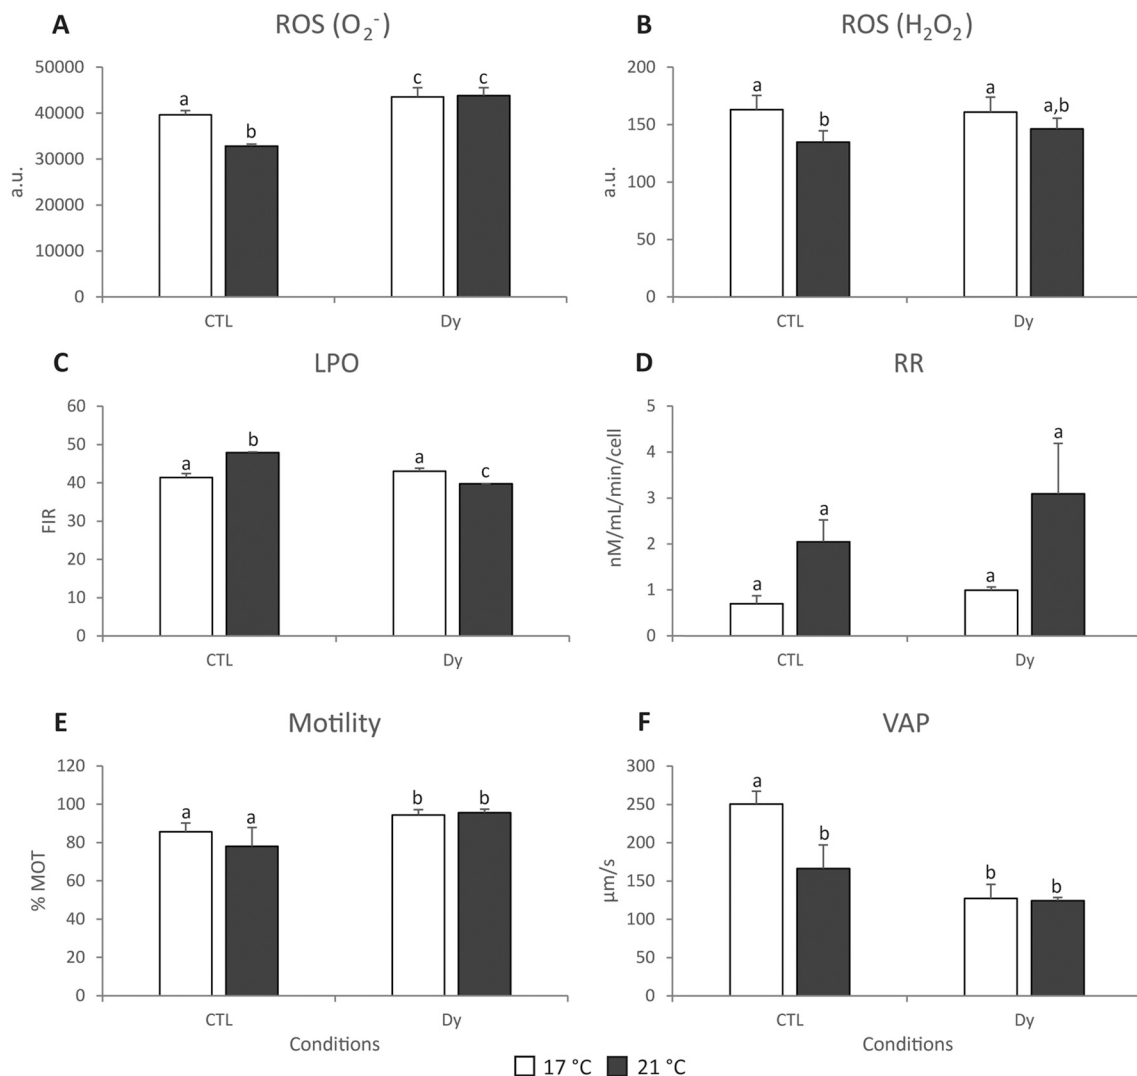 A ROS (O₂⁻)
50000
40000
30000
20000
10000
0
a.u.
a
b
c
c
CTL Dy
B ROS (H₂O₂)
200
150
100
50
0
a.u.
a
b
a
a,b
CTL Dy
C LPO
60
50
40
30
20
10
0
FIR
a
b
a
c
CTL Dy
D RR
5
4
3
2
1
0
nM/mL/min/cell
a
a
a
a
CTL Dy
E Motility
120
100
80
60
40
20
0
% MOT
a
a
b
b
CTL Dy
Conditions
F VAP
300
250
200
150
100
50
0
µm/s
a
b
b
b
CTL Dy
Conditions
17 °C 21 °C